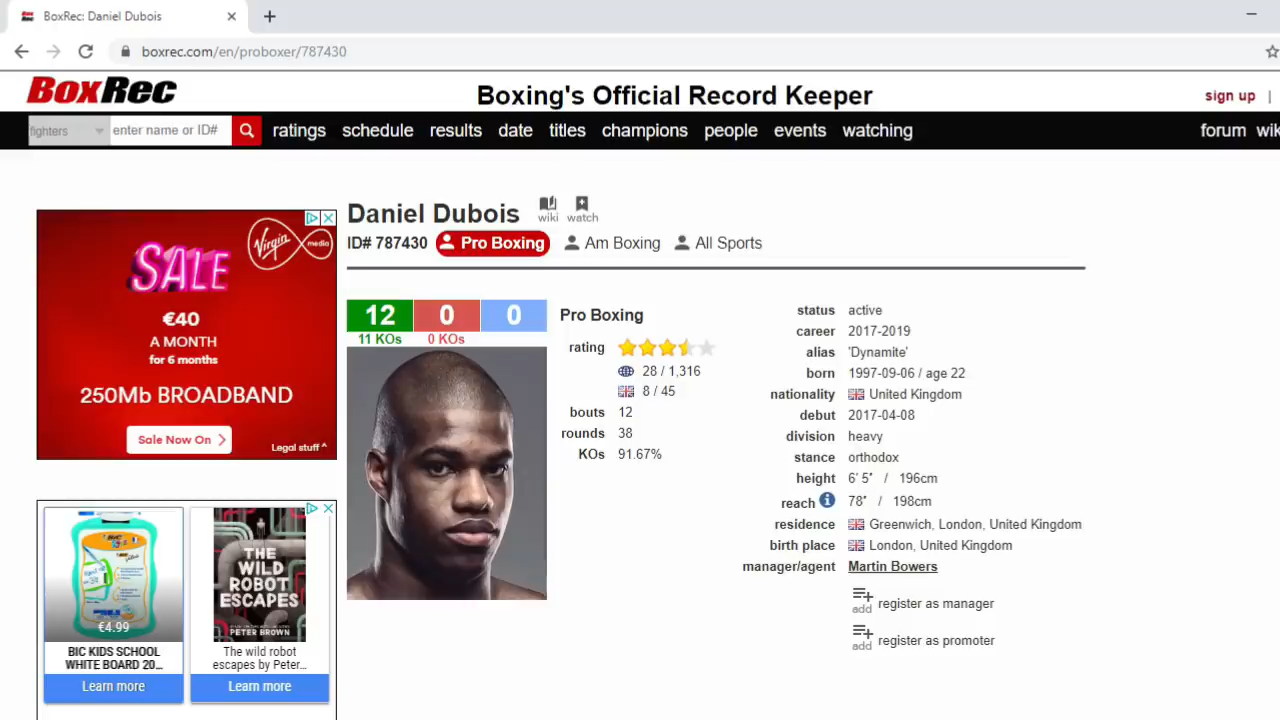 BoxRec: Daniel Dubois
boxrec.com/en/proboxer/787430
BoxRec
Boxing's Official Record Keeper
sign up |
fighters
enter name or ID#
ratings schedule results date titles champions people events watching
forum wik
Daniel Dubois
wiki watch
ID# 787430 Pro Boxing Am Boxing All Sports
Virgin media
SALE
€40
A MONTH
for 6 months
250Mb BROADBAND
Sale Now On
Legal stuff ^
12 0 0
11 KOs 0 KOs
Pro Boxing
rating
28 / 1,316
8 / 45
bouts 12
rounds 38
KOs 91.67%
status active
career 2017-2019
alias 'Dynamite'
born 1997-09-06 / age 22
nationality United Kingdom
debut 2017-04-08
division heavy
stance orthodox
height 6' 5" / 196cm
reach 78" / 198cm
residence Greenwich, London, United Kingdom
birth place London, United Kingdom
manager/agent Martin Bowers
add register as manager
add register as promoter
BIC
€4.99
BIC KIDS SCHOOL
WHITE BOARD 20...
Learn more
THE
WILD
ROBOT
ESCAPES
PETER BROWN
The wild robot
escapes by Peter...
Learn more